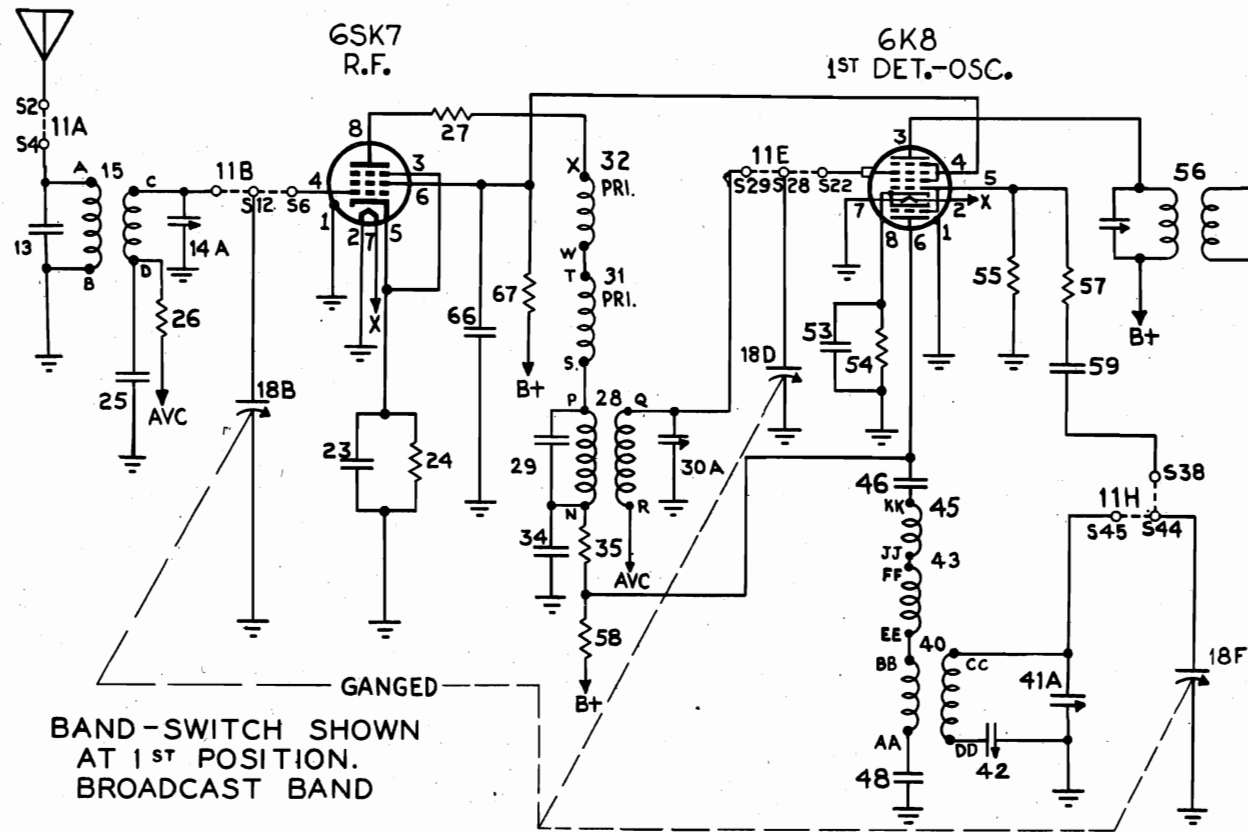 6SK7
R.F.
6K8
1ST DET.-OSC.
S2
11A
S4
A
15
C
11B
S12
S6
4
8
27
3
6
1
2
7
5
X
13
B
D
14A
26
25
AVC
18B
23
24
66
67
B+
X
32
PRI.
W
T
31
PRI.
S.
P
28
Q
29
N
R
30A
34
35
AVC
58
B+
11E
S29
S28
S22
18D
3
4
5
X
7
2
8
6
1
53
54
55
57
59
56
B+
46
KK
45
JJ
43
FF
EE
40
BB
CC
AA
DD
42
41A
48
S38
11H
S45
S44
18F
GANGED
BAND-SWITCH SHOWN
AT 1ST POSITION.
BROADCAST BAND